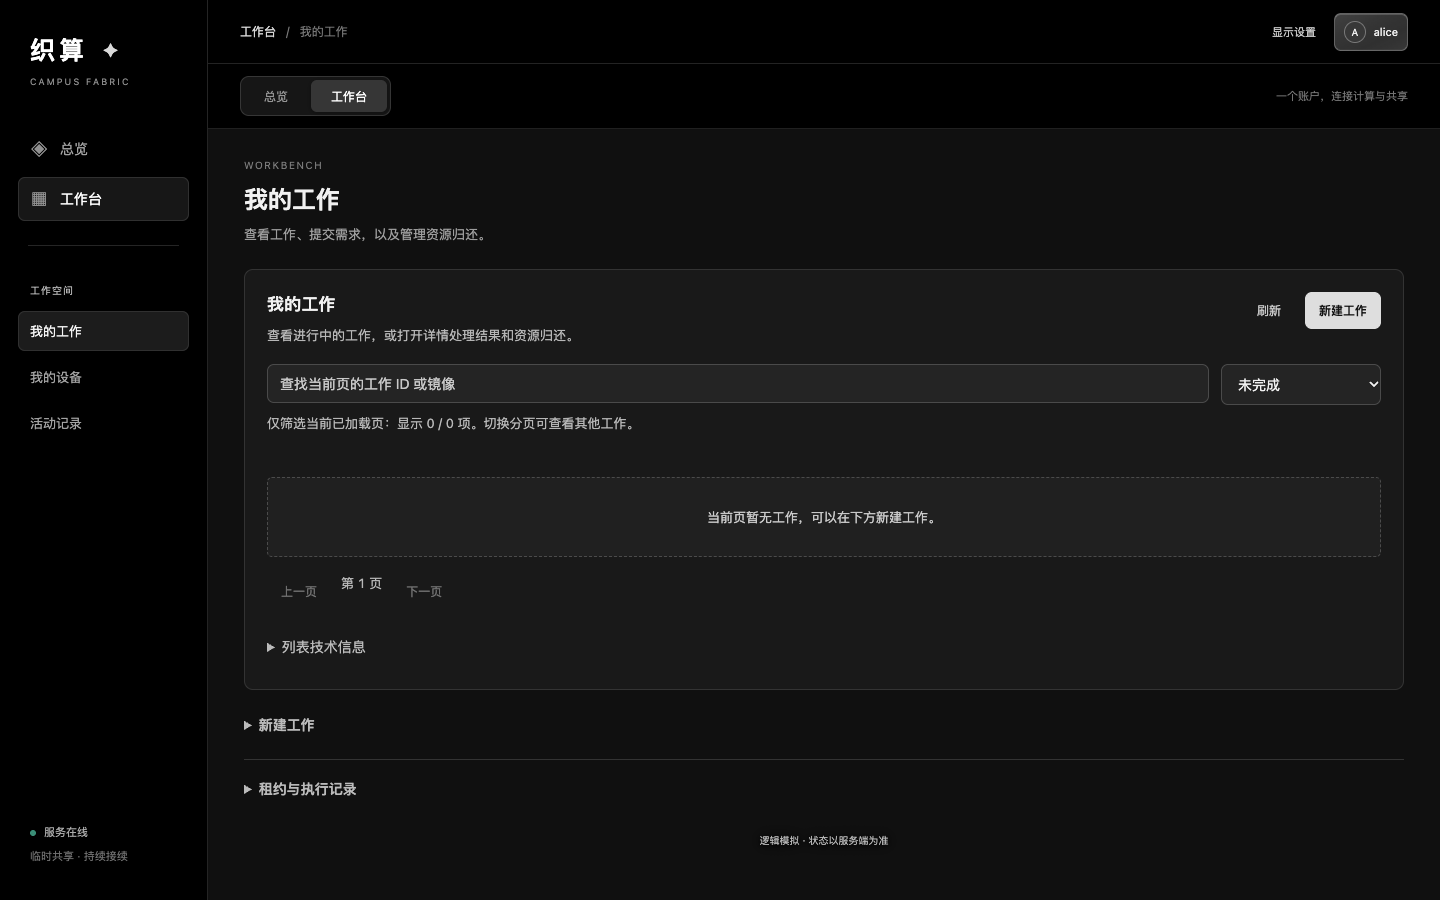 织算 ✦
CAMPUS FABRIC
总览
工作台
工作空间
我的工作
我的设备
活动记录
服务在线
临时共享 · 持续接续
工作台 / 我的工作
显示设置
A alice
总览 工作台
一个账户，连接计算与共享
WORKBENCH
我的工作
查看工作、提交需求，以及管理资源归还。
我的工作
查看进行中的工作，或打开详情处理结果和资源归还。
刷新
新建工作
查找当前页的工作 ID 或镜像
未完成
仅筛选当前已加载页：显示 0 / 0 项。切换分页可查看其他工作。
当前页暂无工作，可以在下方新建工作。
上一页 第 1 页 下一页
▶ 列表技术信息
▶ 新建工作
▶ 租约与执行记录
逻辑模拟 · 状态以服务端为准